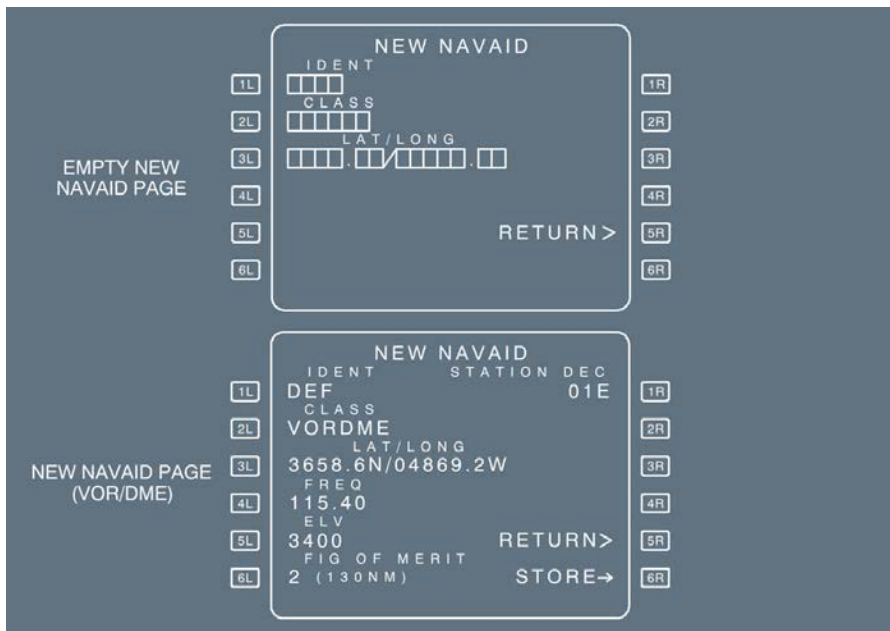 NEW NAVAID
IDENT
1L 1R
CLASS
2L 2R
LAT/LONG
3L . / . 3R
EMPTY NEW
NAVAID PAGE
4L 4R
5L RETURN> 5R
6L 6R
NEW NAVAID
IDENT STATION DEC
1L DEF 01E 1R
CLASS
2L VORDME 2R
LAT/LONG
3L 3658.6N/04869.2W 3R
NEW NAVAID PAGE
(VOR/DME)
FREQ
4L 115.40 4R
ELV
5L 3400 RETURN> 5R
FIG OF MERIT
6L 2 (130NM) STORE→ 6R